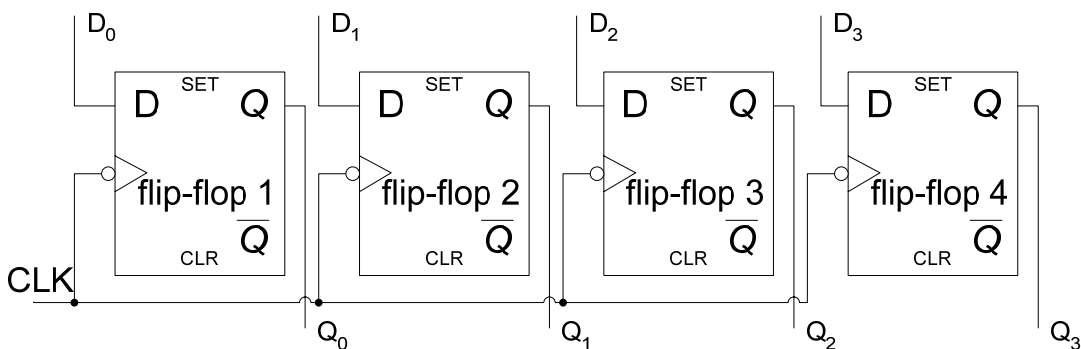 D₀ D₁ D₂ D₃
SET SET SET SET
D Q D Q D Q D Q
flip-flop 1 flip-flop 2 flip-flop 3 flip-flop 4
Q̅ Q̅ Q̅ Q̅
CLR CLR CLR CLR
CLK
Q₀ Q₁ Q₂ Q₃